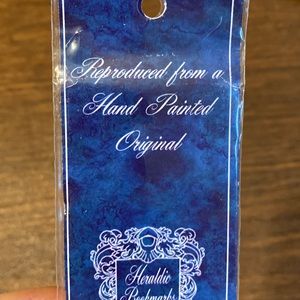 Reproduced from a
Hand Painted
Original
Heraldic
Bookmarks